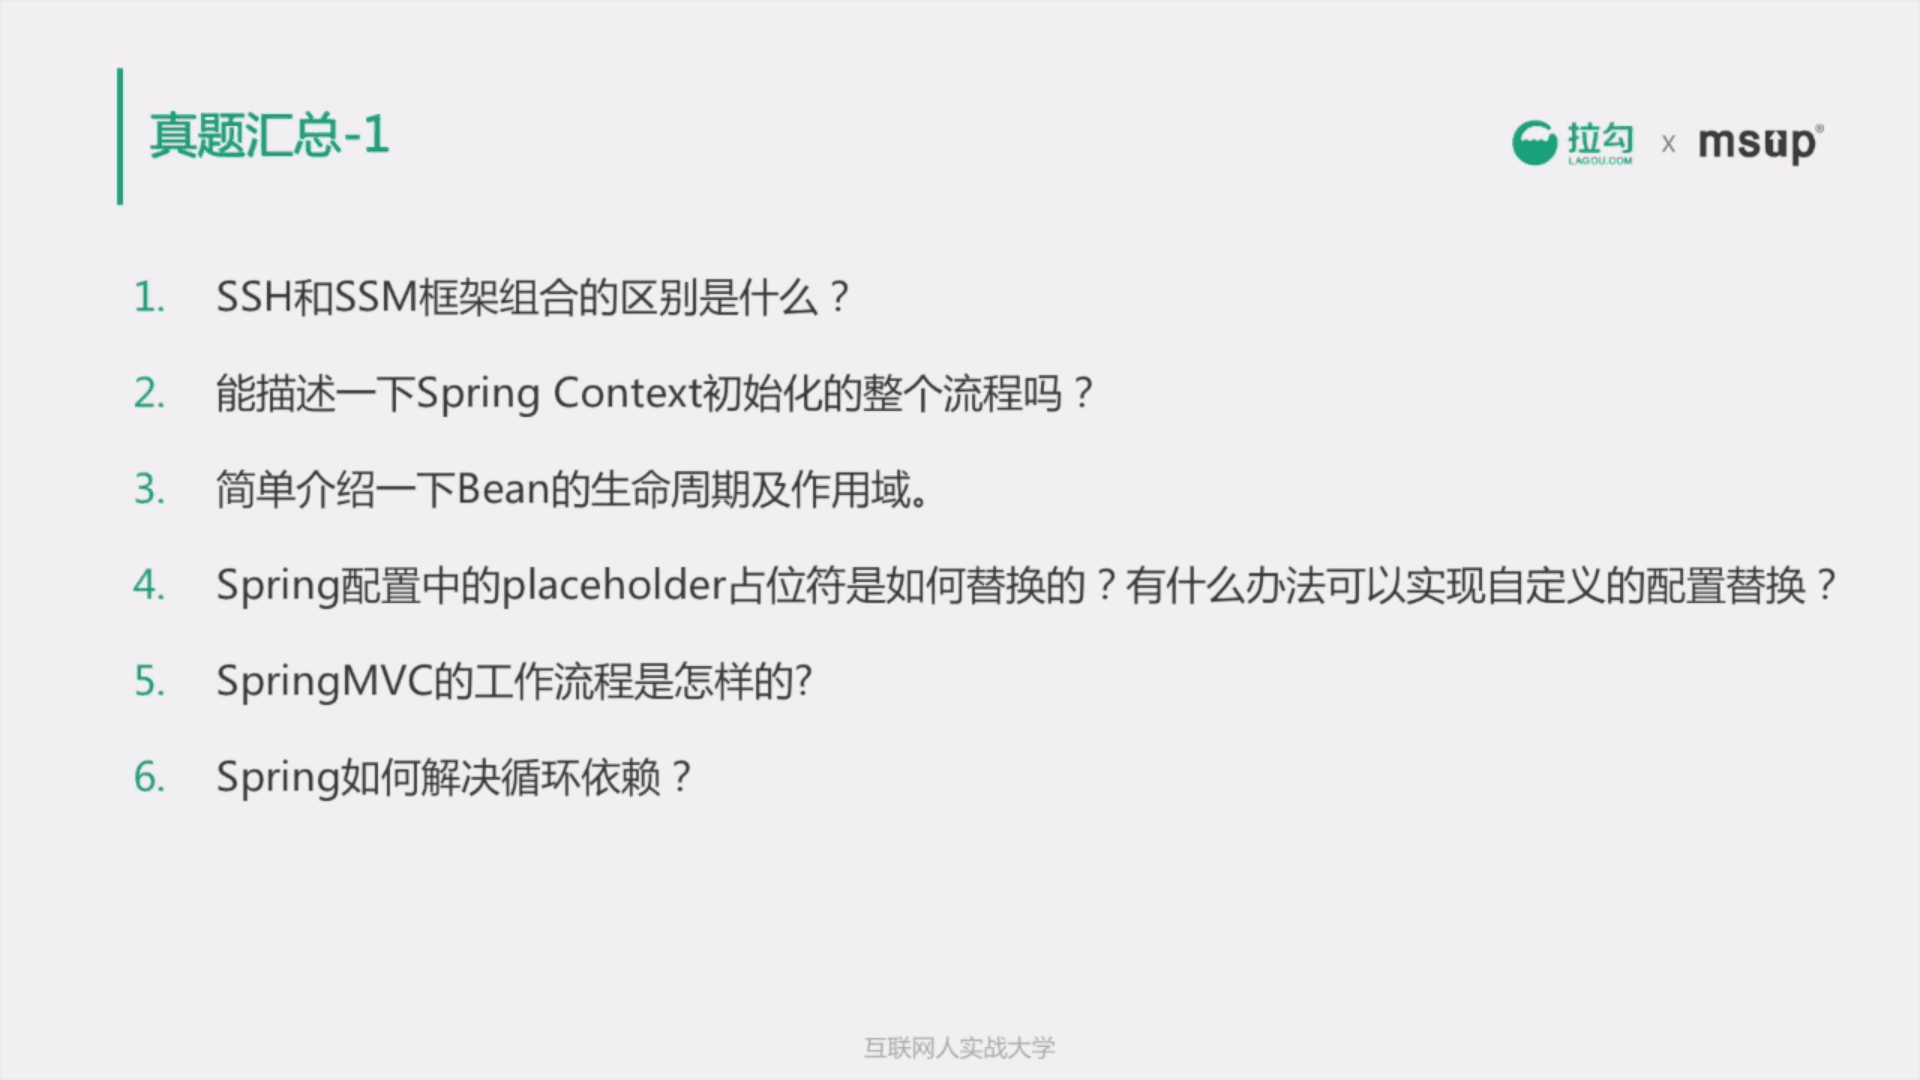 真题汇总-1
拉勾 x msup®
LAGOU.COM
1. SSH和SSM框架组合的区别是什么？
2. 能描述一下Spring Context初始化的整个流程吗？
3. 简单介绍一下Bean的生命周期及作用域。
4. Spring配置中的placeholder占位符是如何替换的？有什么办法可以实现自定义的配置替换？
5. SpringMVC的工作流程是怎样的?
6. Spring如何解决循环依赖？
互联网人实战大学